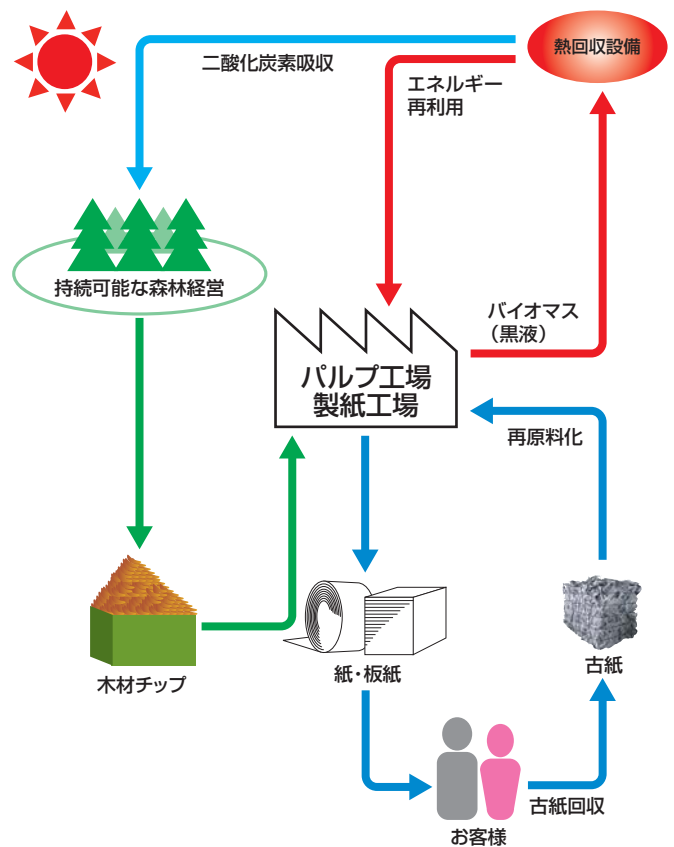 熱回収設備
二酸化炭素吸収
エネルギー
再利用
持続可能な森林経営
バイオマス
（黒液）
パルプ工場
製紙工場
再原料化
木材チップ
紙・板紙
古紙
古紙回収
お客様